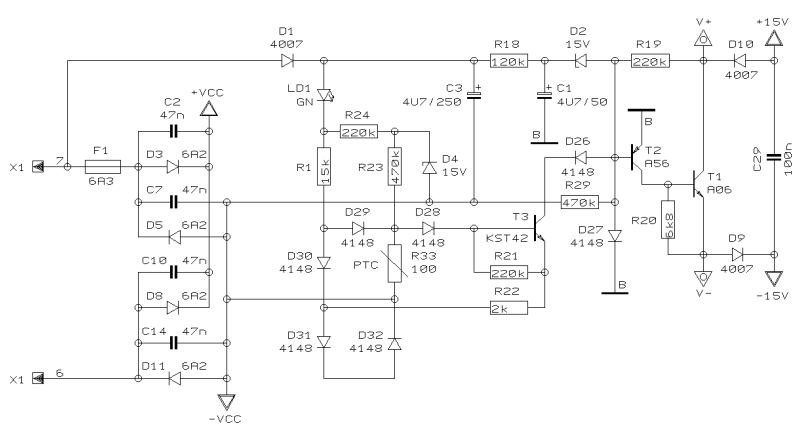 V+
D1
4007
D2
15V
R18
120k
R19
220k
D10
4007
+15V
C2
47n
+VCC
LD1
GN
C3
4U7/250
+
C1
4U7/50
+
B
B
R24
220k
D26
4148
T2
A56
C29
100n
X1
7
F1
6A3
D3
6A2
R1
15k
R23
470k
D4
15V
T1
A06
C7
47n
R29
470k
D5
6A2
D29
4148
D28
4148
T3
KST42
D27
4148
R20
6k8
C10
47n
D30
4148
PTC
R33
100
R21
220k
D9
4007
D8
6A2
R22
2k
B
V-
-15V
C14
47n
D31
4148
D32
4148
X1
6
D11
6A2
-VCC